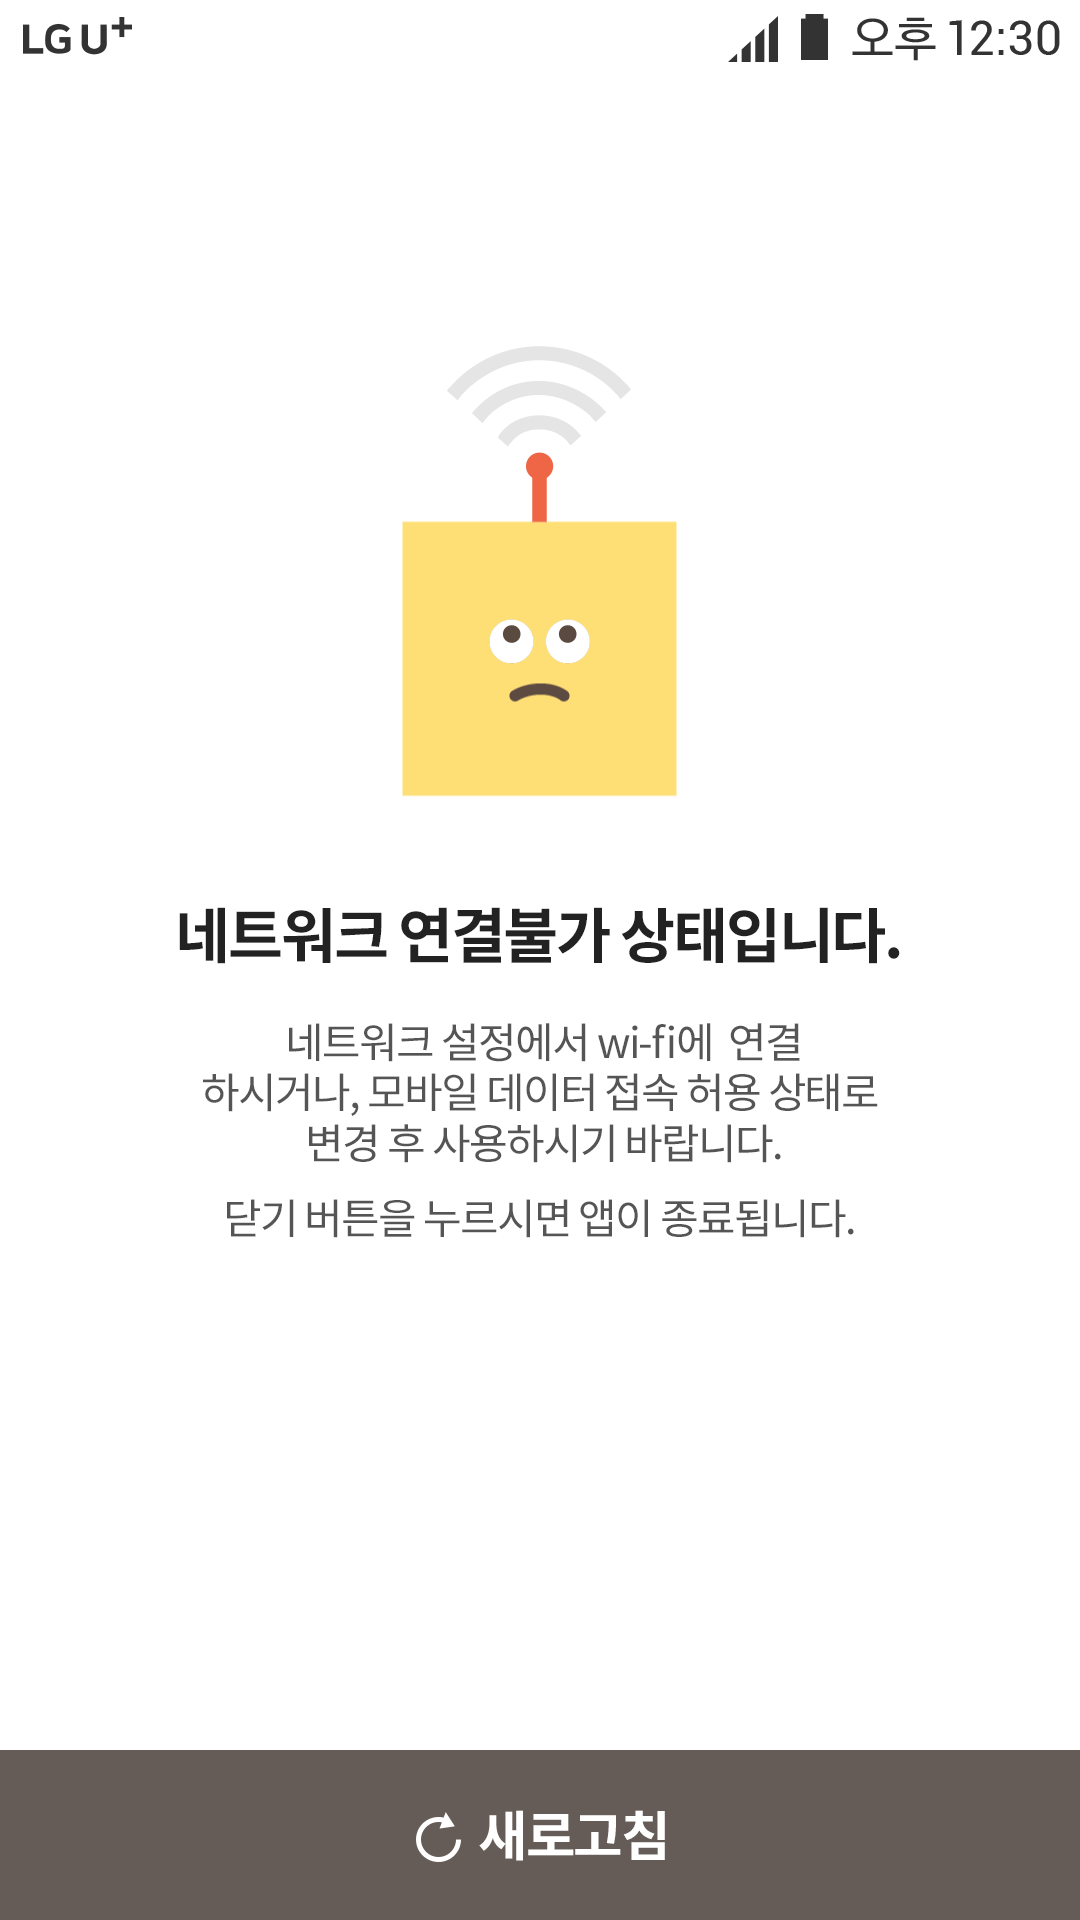 LG U+ 오후 12:30
네트워크 연결불가 상태입니다.
네트워크 설정에서 wi-fi에 연결
하시거나, 모바일 데이터 접속 허용 상태로
변경 후 사용하시기 바랍니다.
닫기 버튼을 누르시면 앱이 종료됩니다.
새로고침